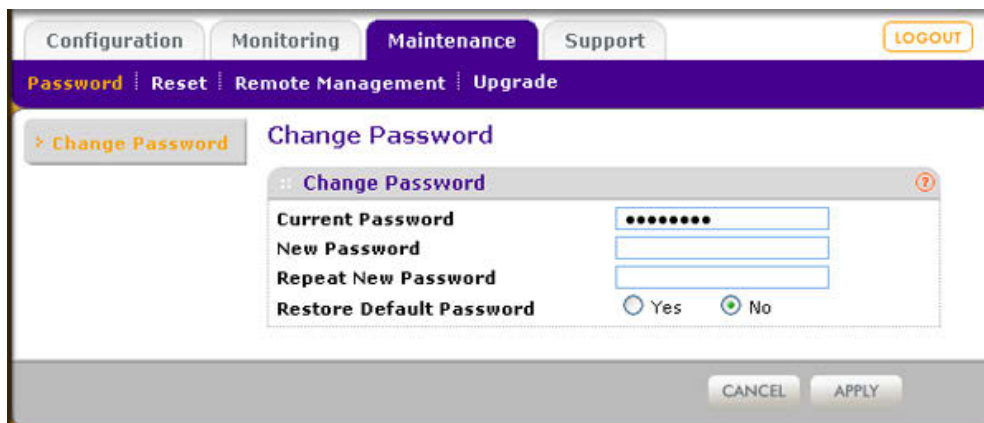 Configuration Monitoring Maintenance Support LOGOUT
Password Reset Remote Management Upgrade
Change Password
Change Password
Change Password
Current Password ••••••••
New Password
Repeat New Password
Restore Default Password Yes No
CANCEL APPLY